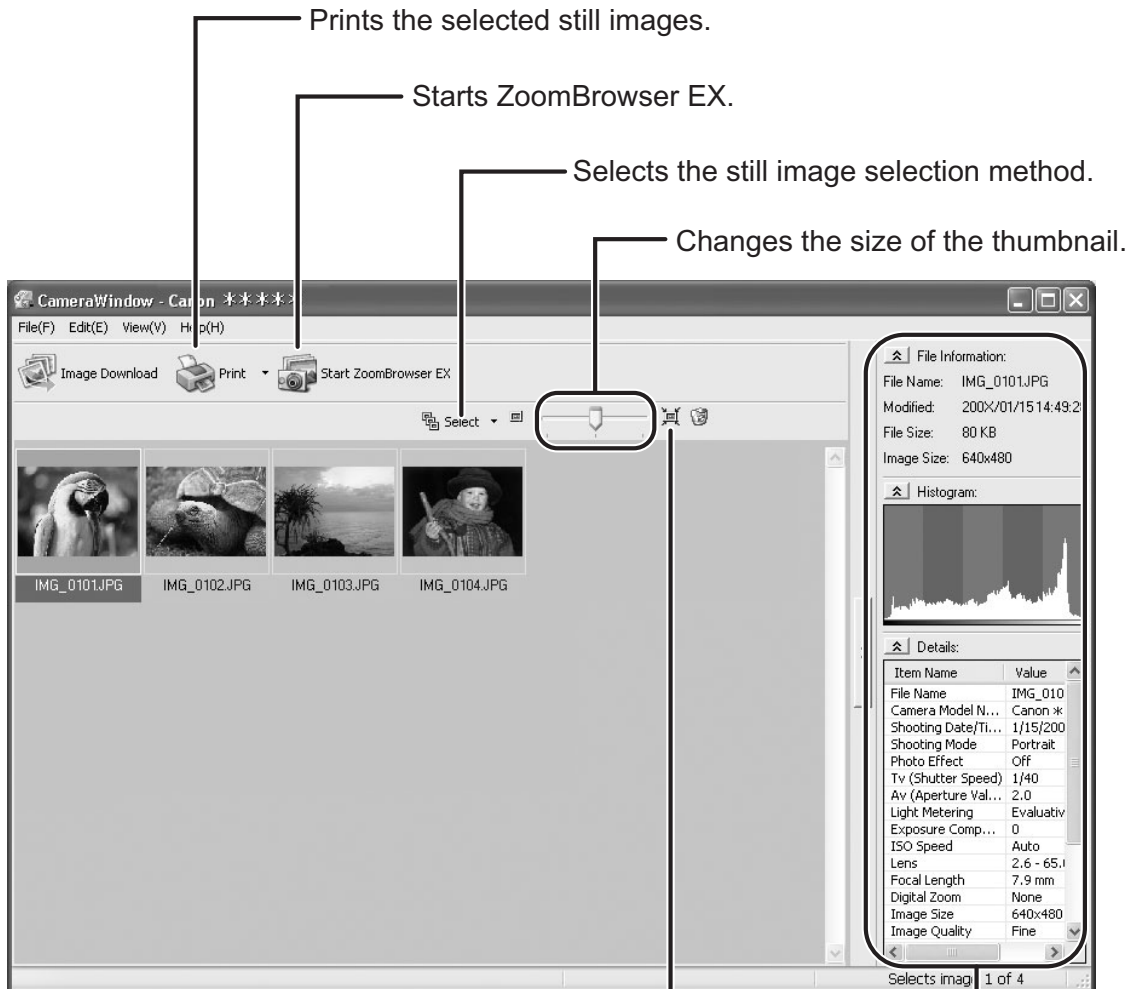 Prints the selected still images.
Starts ZoomBrowser EX.
Selects the still image selection method.
Changes the size of the thumbnail.
CameraWindow - Canon ****
File(F) Edit(E) View(V) Help(H)
Image Download Print Start ZoomBrowser EX
Select
IMG_0101.JPG IMG_0102.JPG IMG_0103.JPG IMG_0104.JPG
File Information:
File Name: IMG_0101.JPG
Modified: 200X/01/15 14:49:2
File Size: 80 KB
Image Size: 640x480
Histogram:
Details:
Item Name Value
File Name IMG_010
Camera Model N... Canon *
Shooting Date/Ti... 1/15/200
Shooting Mode Portrait
Photo Effect Off
Tv (Shutter Speed) 1/40
Av (Aperture Val... 2.0
Light Metering Evaluativ
Exposure Comp... 0
ISO Speed Auto
Lens 2.6 - 65.
Focal Length 7.9 mm
Digital Zoom None
Image Size 640x480
Image Quality Fine
Selects imag 1 of 4